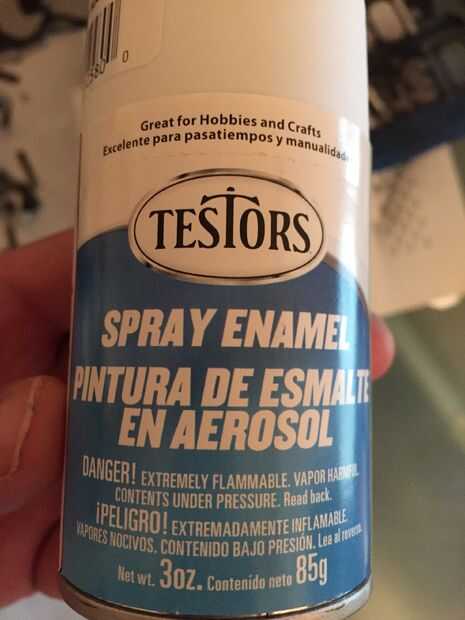 Great for Hobbies and Crafts
Excelente para pasatiempos y manualidad
TESTORS
SPRAY ENAMEL
PINTURA DE ESMALTE
EN AEROSOL
DANGER! EXTREMELY FLAMMABLE. VAPOR HARMFUL.
CONTENTS UNDER PRESSURE. Read back.
¡PELIGRO! EXTREMADAMENTE INFLAMABLE.
VAPORES NOCIVOS. CONTENIDO BAJO PRESIÓN. Lea al reverso.
Net wt. 3oz. Contenido neto 85g